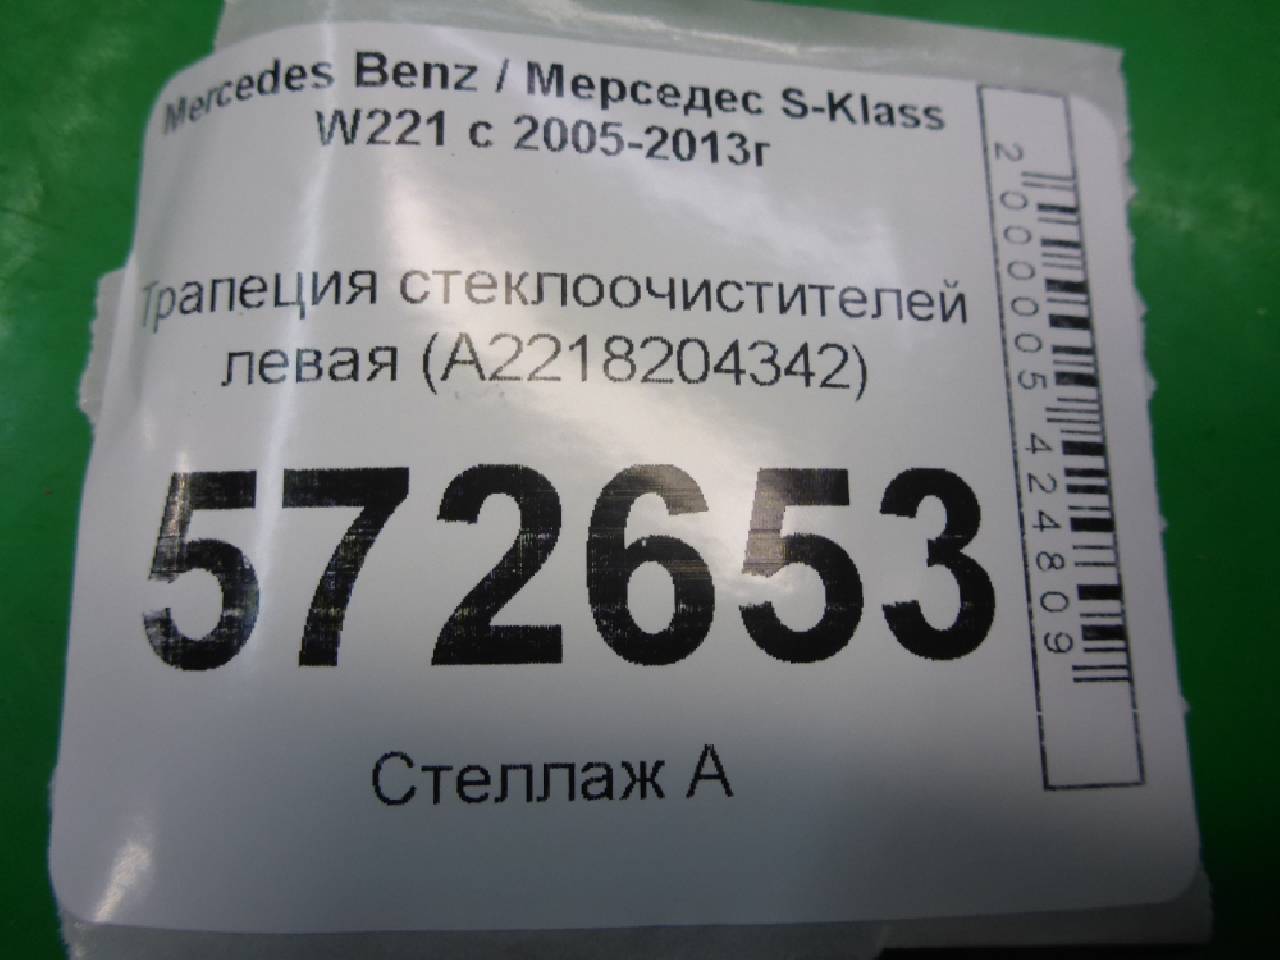 Mercedes Benz / Мерседес S-Klass
W221 с 2005-2013г
Трапеция стеклоочистителей
левая (A2218204342)
572653
Стеллаж А
2000005424809